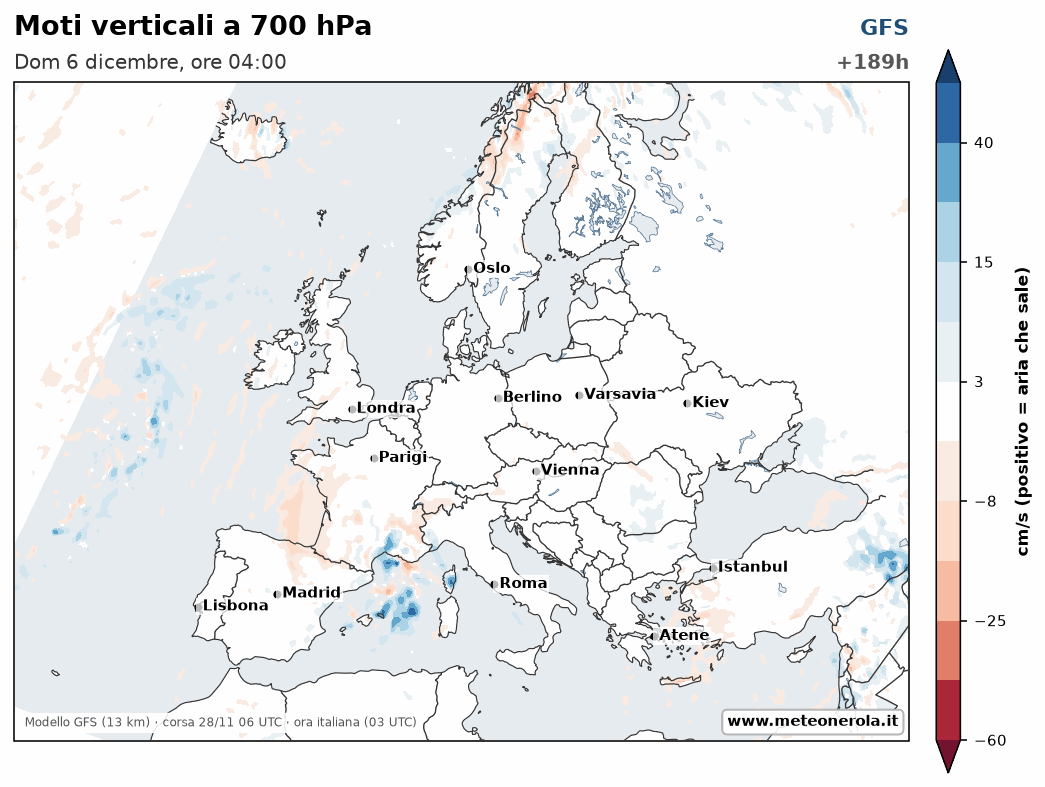 Moti verticali a 700 hPa
GFS
Dom 6 dicembre, ore 04:00
+189h
Oslo
Londra
Berlino
Varsavia
Kiev
Parigi
Vienna
Istanbul
Roma
Madrid
Lisbona
Atene
Modello GFS (13 km) · corsa 28/11 06 UTC · ora italiana (03 UTC)
www.meteonerola.it
40
15
3
−8
−25
−60
cm/s (positivo = aria che sale)